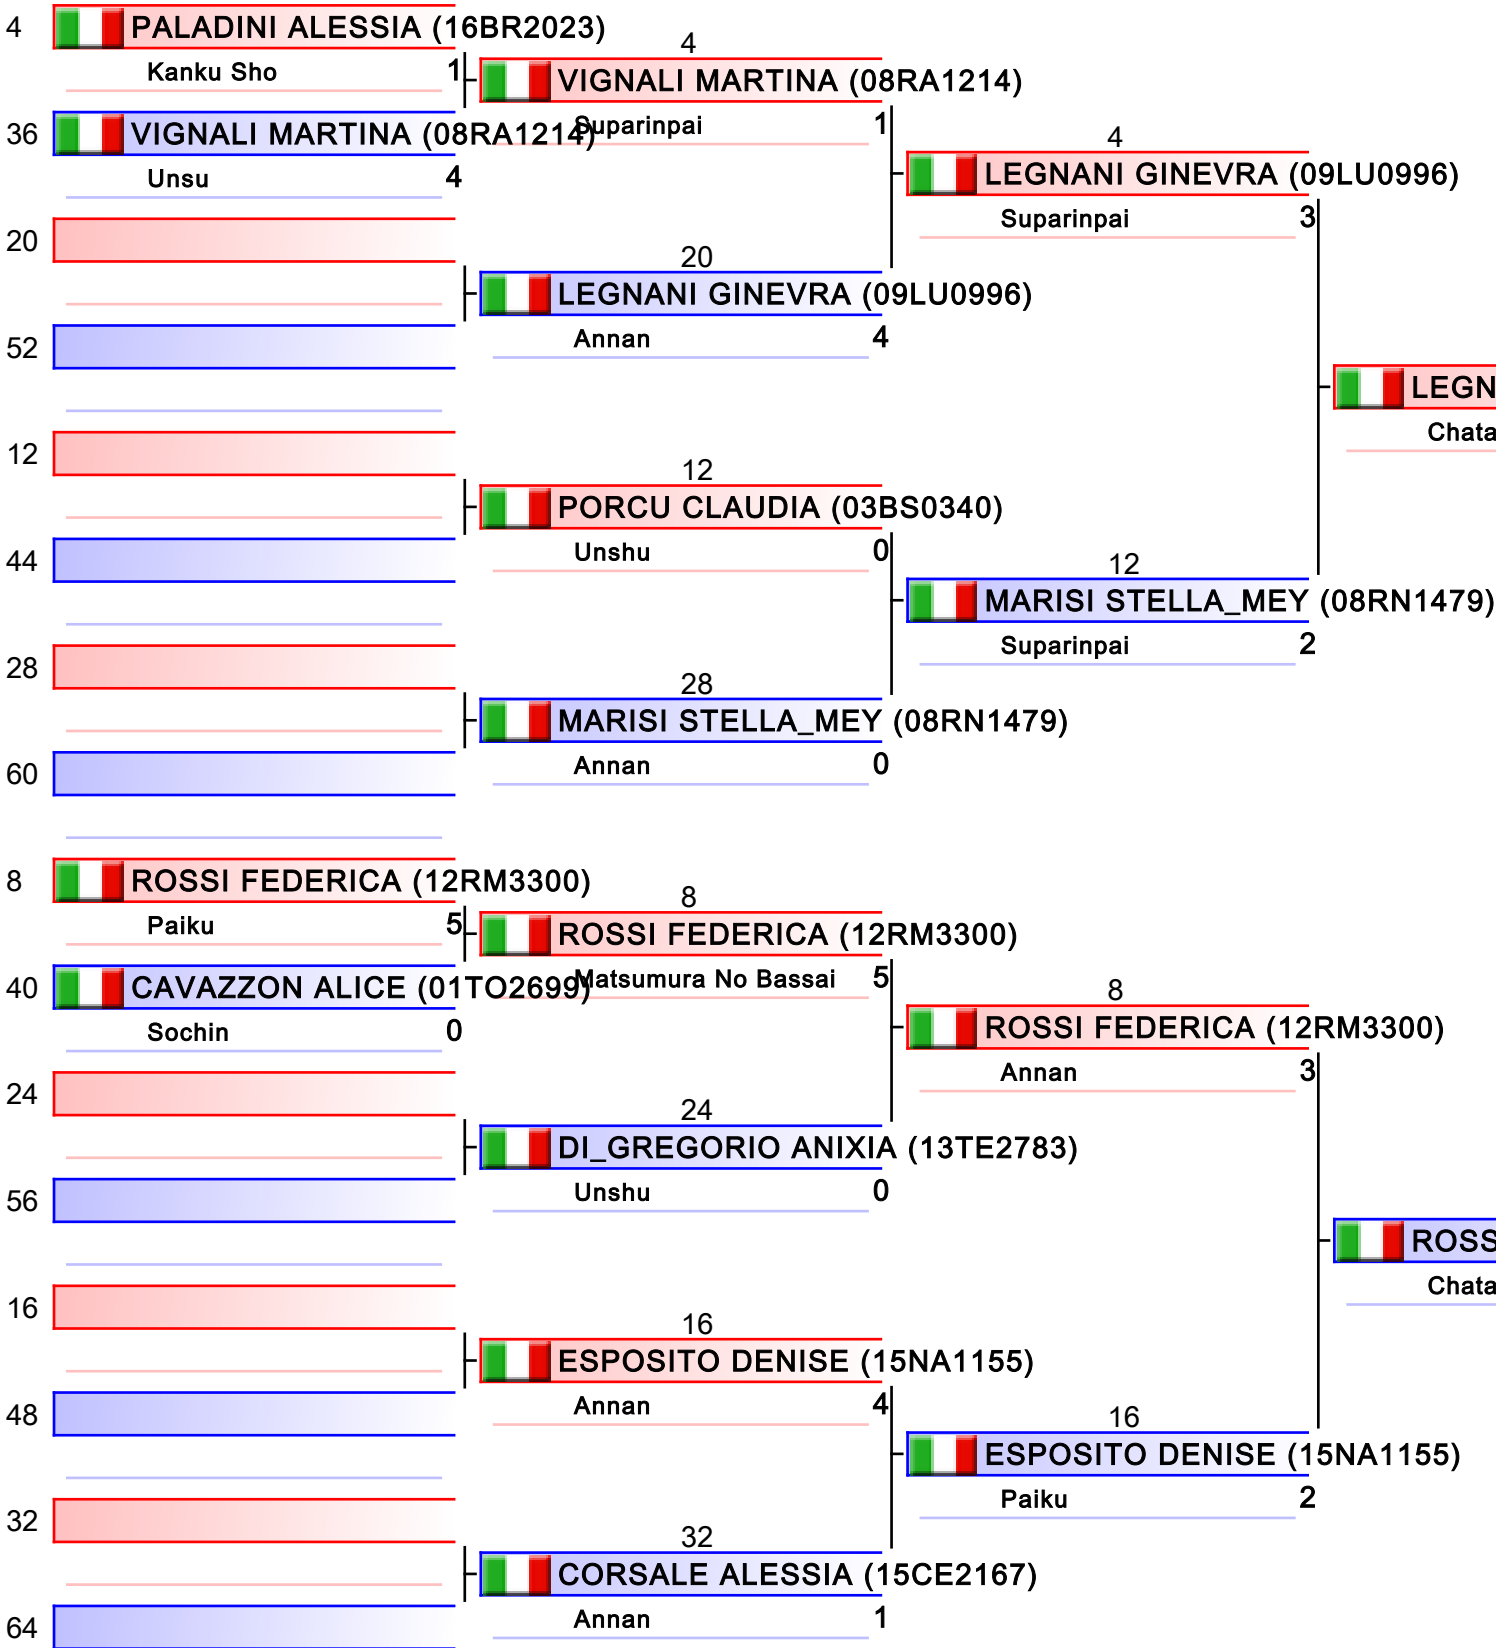 4
PALADINI ALESSIA (16BR2023)
Kanku Sho
1
36
VIGNALI MARTINA (08RA1214)
Unsu
4
20
52
12
44
28
60
8
ROSSI FEDERICA (12RM3300)
Paiku
5
40
CAVAZZON ALICE (01TO2699)
Sochin
0
24
56
16
48
32
64
4
VIGNALI MARTINA (08RA1214)
Suparinpai
1
20
LEGNANI GINEVRA (09LU0996)
Annan
4
12
PORCU CLAUDIA (03BS0340)
Unshu
0
28
MARISI STELLA_MEY (08RN1479)
Annan
0
8
ROSSI FEDERICA (12RM3300)
Matsumura No Bassai
5
24
DI_GREGORIO ANIXIA (13TE2783)
Unshu
0
16
ESPOSITO DENISE (15NA1155)
Annan
4
32
CORSALE ALESSIA (15CE2167)
Annan
1
4
LEGNANI GINEVRA (09LU0996)
Suparinpai
3
12
MARISI STELLA_MEY (08RN1479)
Suparinpai
2
8
ROSSI FEDERICA (12RM3300)
Annan
3
16
ESPOSITO DENISE (15NA1155)
Paiku
2
LEGN
Chata
ROSS
Chata